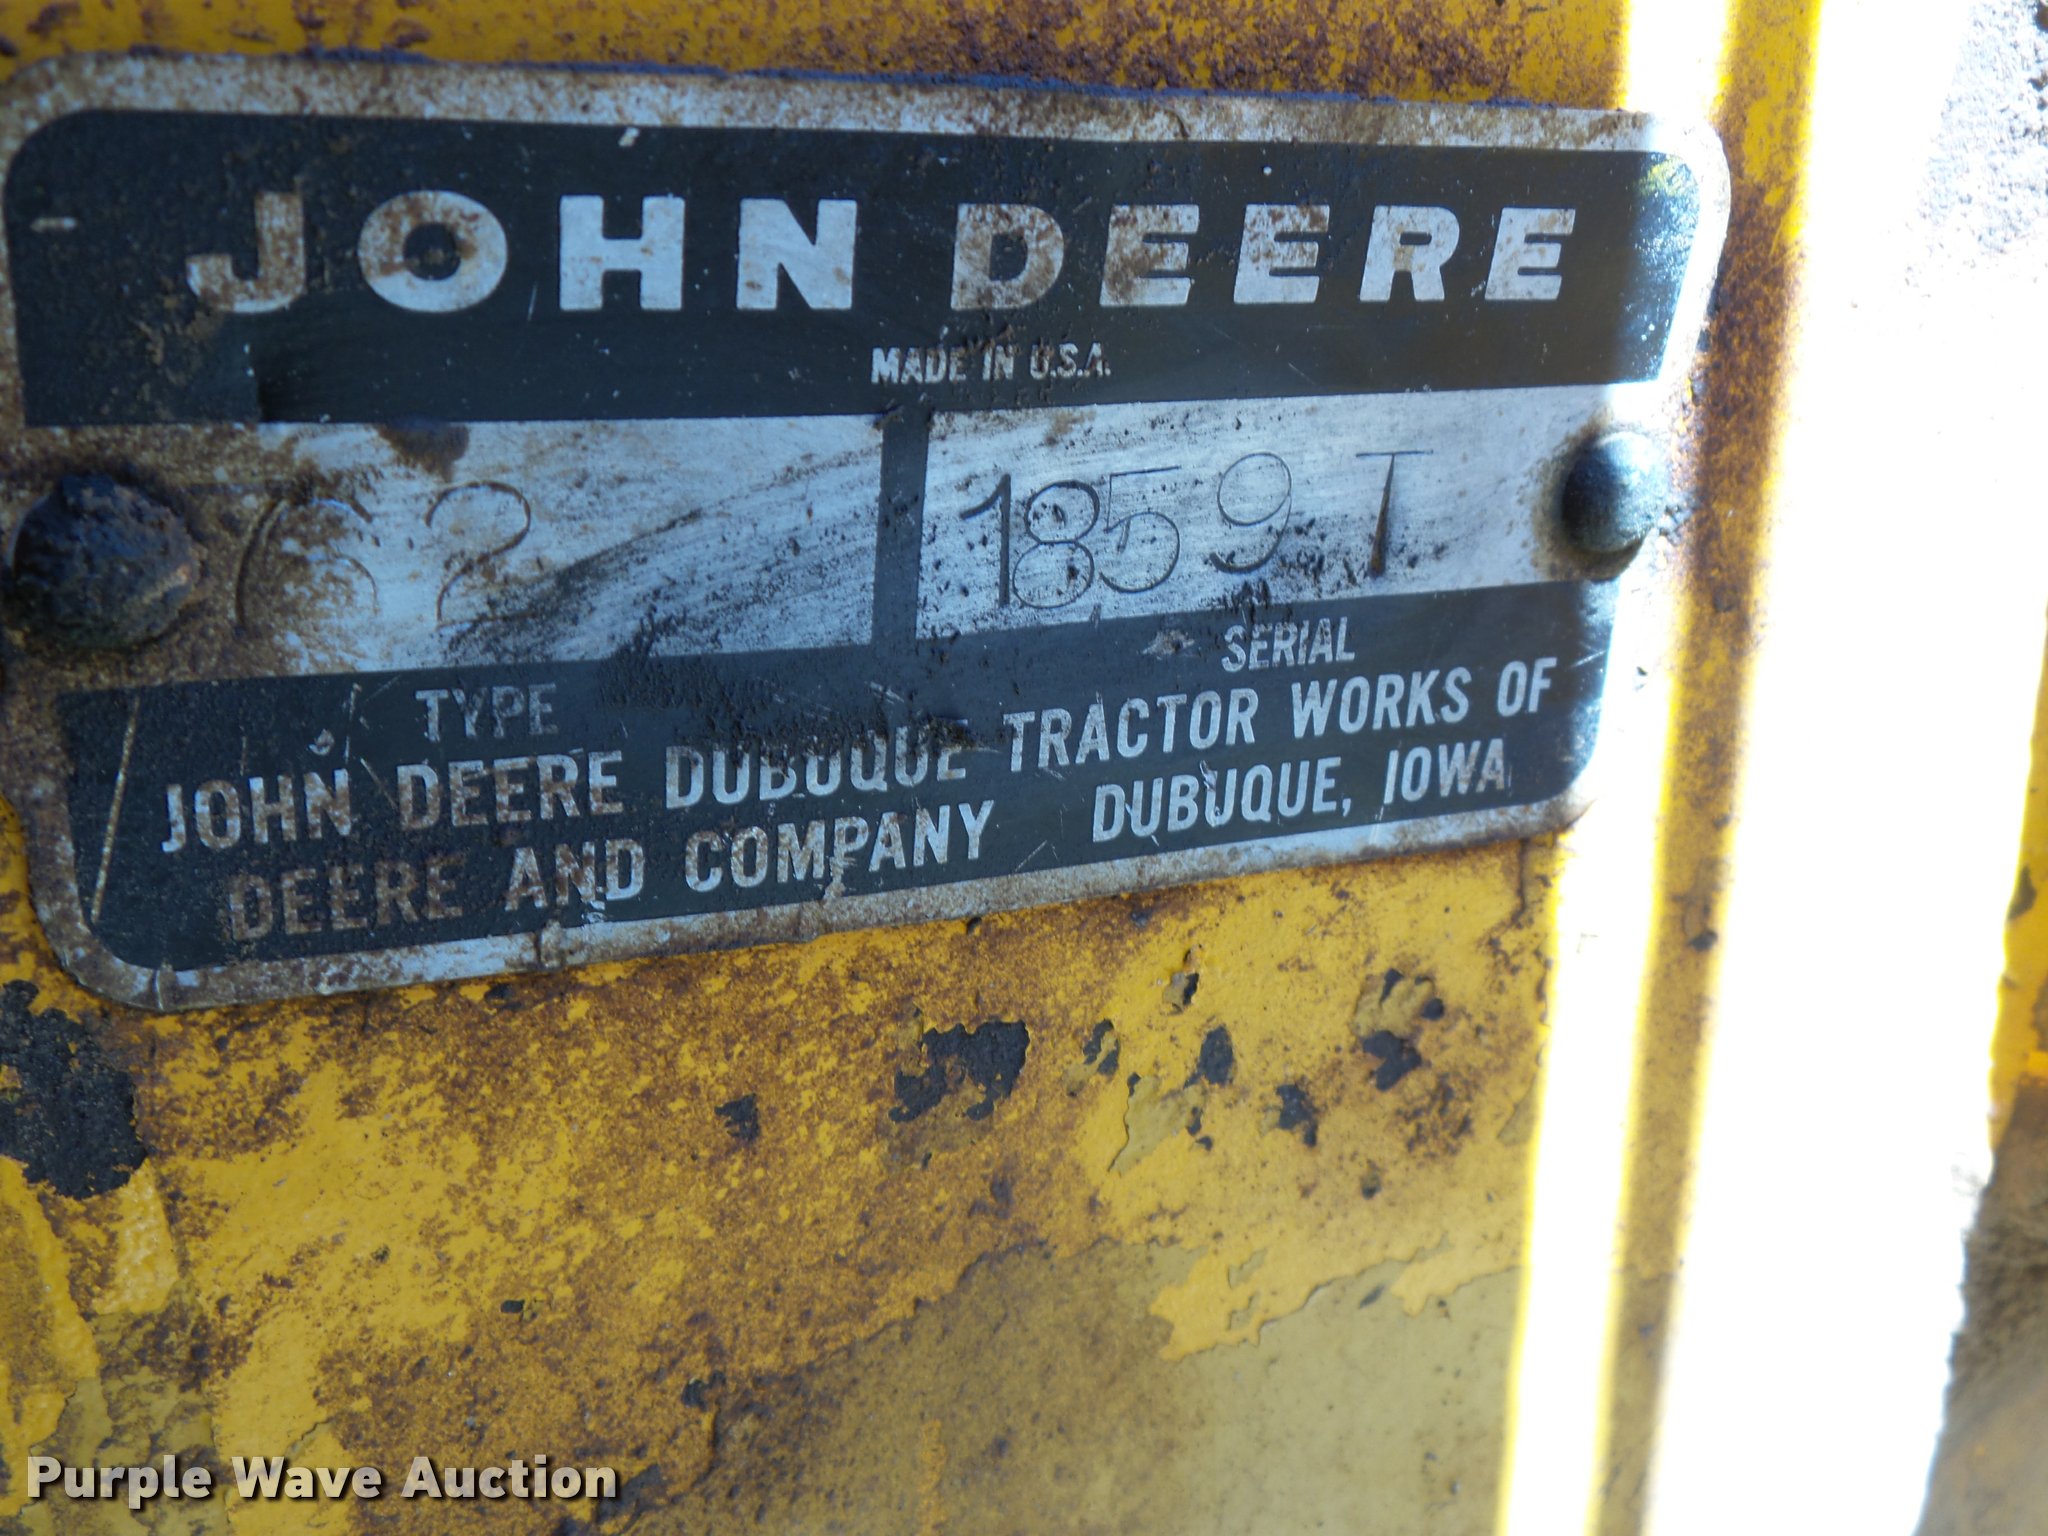 JOHN DEERE
MADE IN U.S.A.
762 1859 T
TYPE SERIAL
JOHN DEERE DUBUQUE TRACTOR WORKS OF
DEERE AND COMPANY DUBUQUE, IOWA
Purple Wave Auction